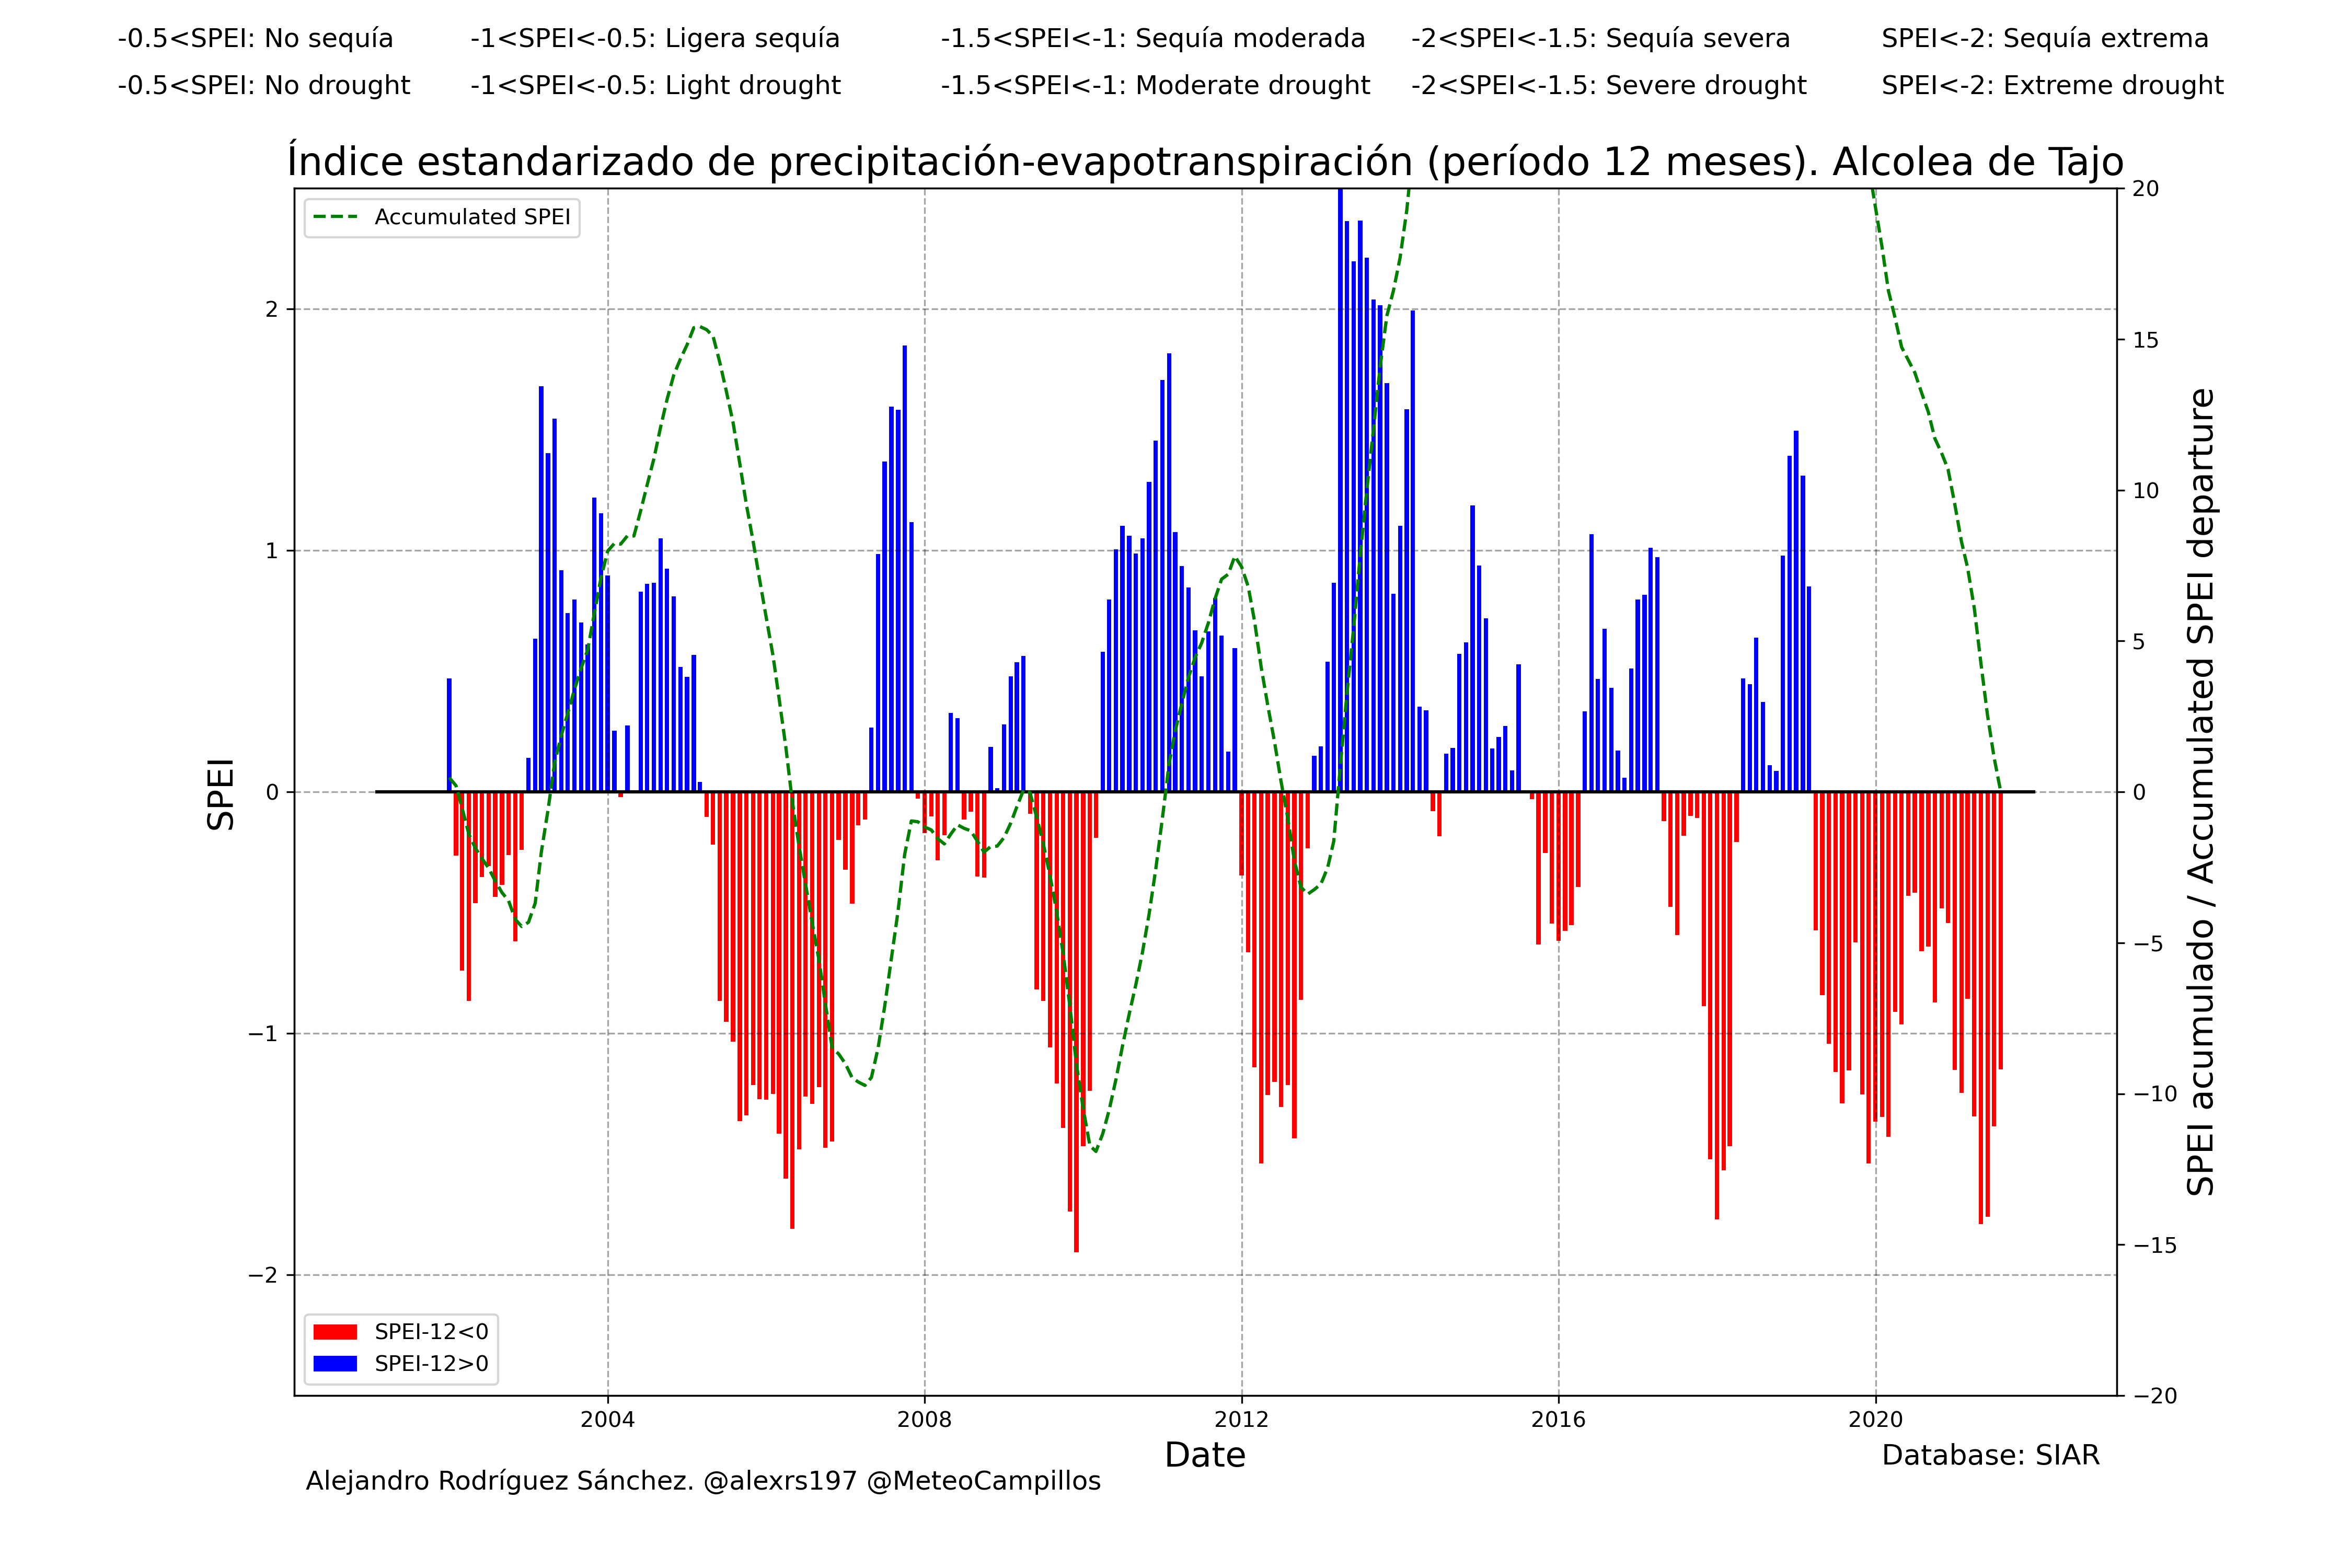 -0.5<SPEI: No sequía -1<SPEI<-0.5: Ligera sequía -1.5<SPEI<-1: Sequía moderada -2<SPEI<-1.5: Sequía severa SPEI<-2: Sequía extrema
-0.5<SPEI: No drought -1<SPEI<-0.5: Light drought -1.5<SPEI<-1: Moderate drought -2<SPEI<-1.5: Severe drought SPEI<-2: Extreme drought
Índice estandarizado de precipitación-evapotranspiración (período 12 meses). Alcolea de Tajo
Accumulated SPEI
SPEI
2
1
0
−1
−2
20
15
10
5
0
−5
−10
−15
−20
SPEI acumulado / Accumulated SPEI departure
SPEI-12<0
SPEI-12>0
2004 2008 2012 2016 2020
Date
Database: SIAR
Alejandro Rodríguez Sánchez. @alexrs197 @MeteoCampillos